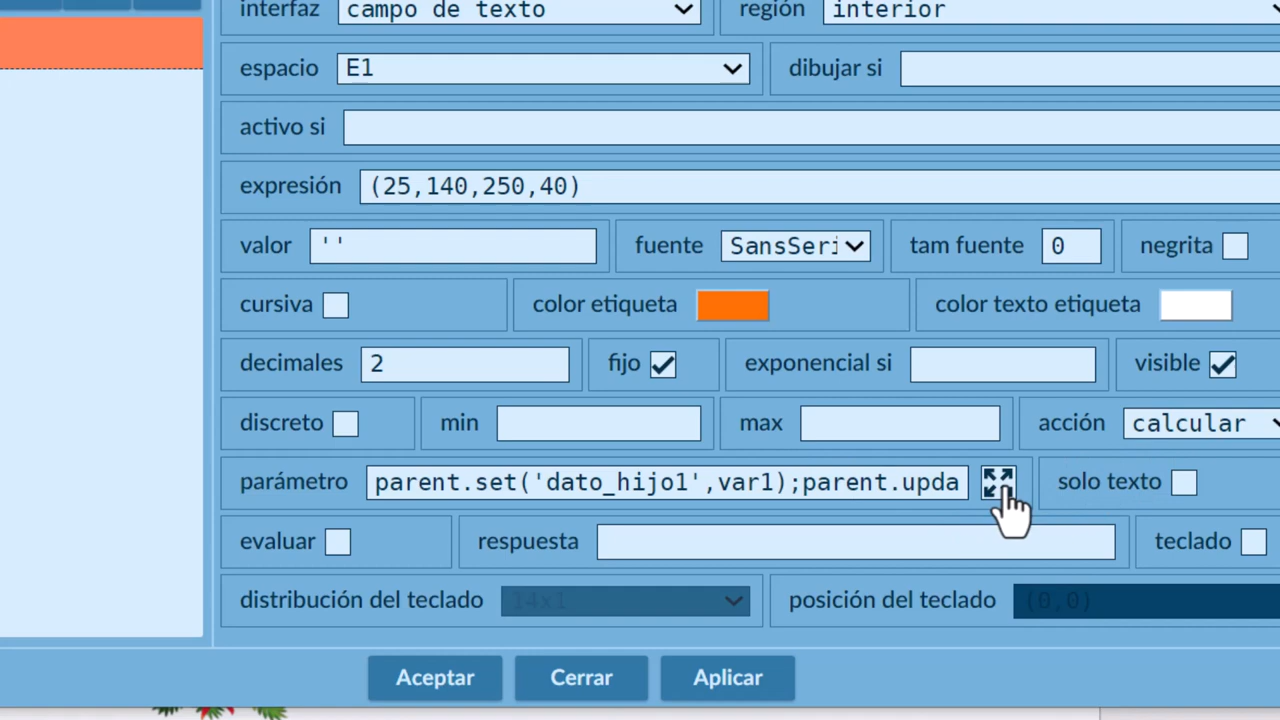 interfaz campo de texto región interior
espacio E1 dibujar si
activo si
expresión (25,140,250,40)
valor '' fuente SansSeri tam fuente 0 negrita
cursiva color etiqueta color texto etiqueta
decimales 2 fijo exponencial si visible
discreto min max acción calcular
parámetro parent.set('dato_hijo1',var1);parent.upda solo texto
evaluar respuesta teclado
distribución del teclado 14x1 posición del teclado (0,0)
Aceptar Cerrar Aplicar